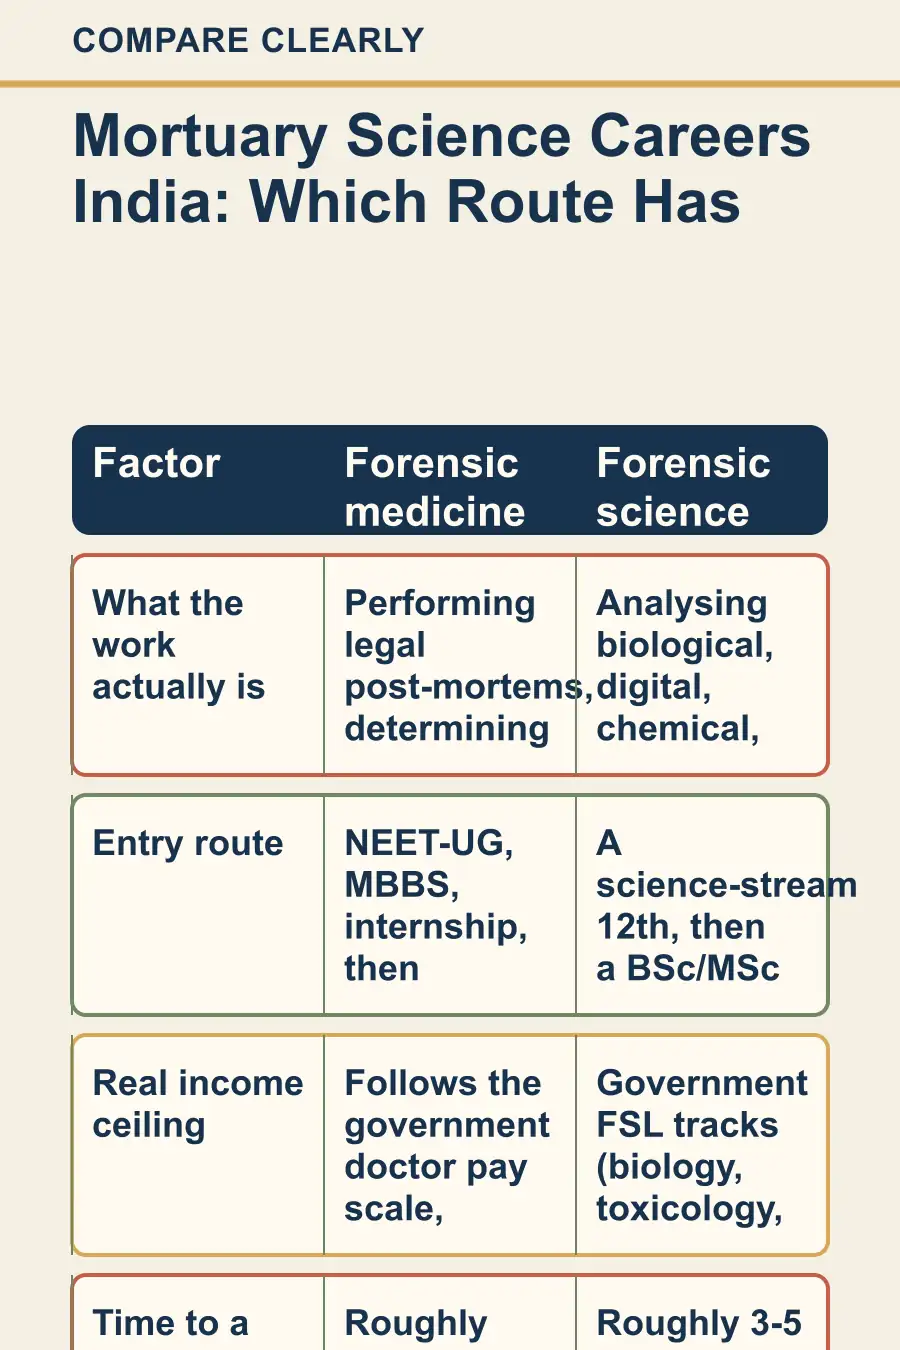 COMPARE CLEARLY
Mortuary Science Careers
India: Which Route Has
Factor
Forensic
medicine
Forensic
science
What the
work
actually is
Performing
legal
post-mortems,
determining
Analysing
biological,
digital,
chemical,
Entry route
NEET-UG,
MBBS,
internship,
then
A
science-stream
12th, then
a BSc/MSc
Real income
ceiling
Follows the
government
doctor pay
scale,
Government
FSL tracks
(biology,
toxicology,
Time to a
Roughly
Roughly 3-5